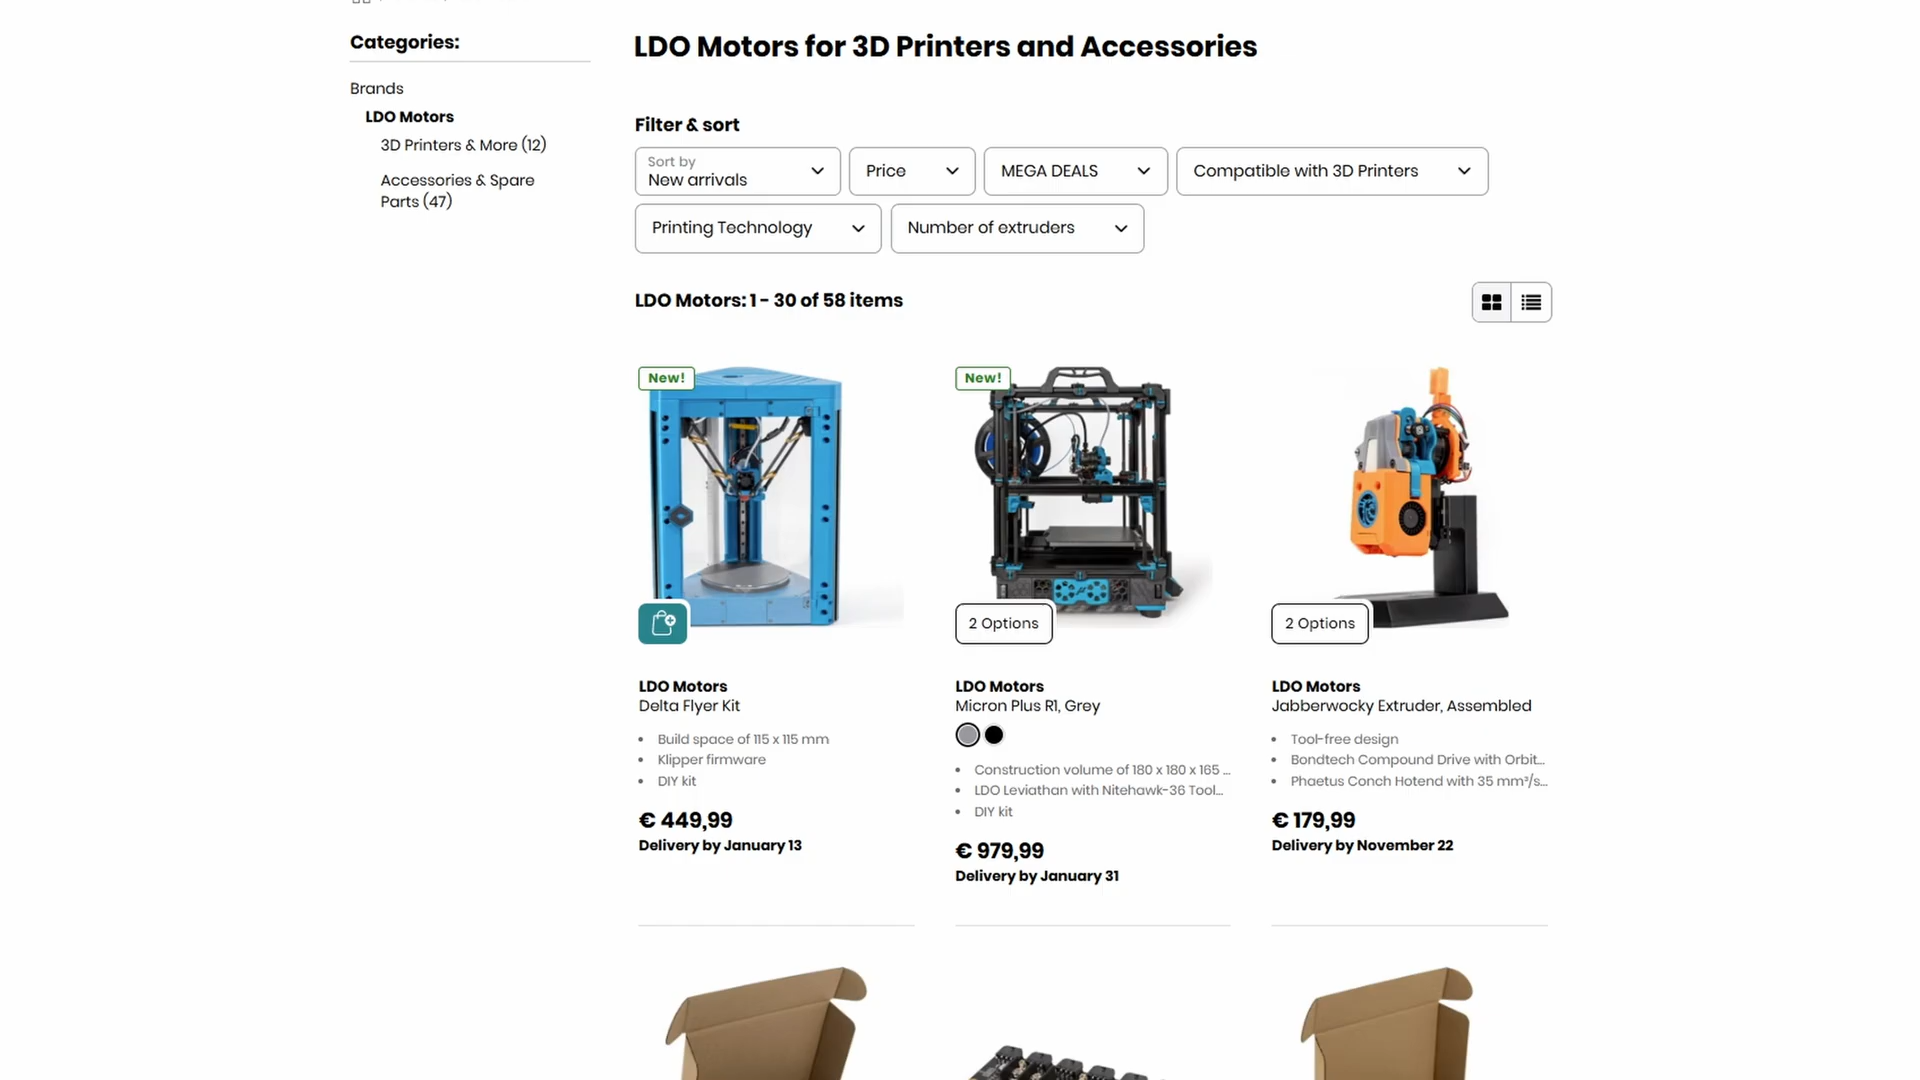 Categories:
Brands
LDO Motors
3D Printers & More (12)
Accessories & Spare
Parts (47)
LDO Motors for 3D Printers and Accessories
Filter & sort
Sort by
New arrivals
Price
MEGA DEALS
Compatible with 3D Printers
Printing Technology
Number of extruders
LDO Motors: 1 - 30 of 58 items
New!
LDO Motors
Delta Flyer Kit
• Build space of 115 x 115 mm
• Klipper firmware
• DIY kit
€ 449,99
Delivery by January 13
New!
2 Options
LDO Motors
Micron Plus R1, Grey
• Construction volume of 180 x 180 x 165 ...
• LDO Leviathan with Nitehawk-36 Tool...
• DIY kit
€ 979,99
Delivery by January 31
2 Options
LDO Motors
Jabberwocky Extruder, Assembled
• Tool-free design
• Bondtech Compound Drive with Orbit...
• Phaetus Conch Hotend with 35 mm³/s...
€ 179,99
Delivery by November 22